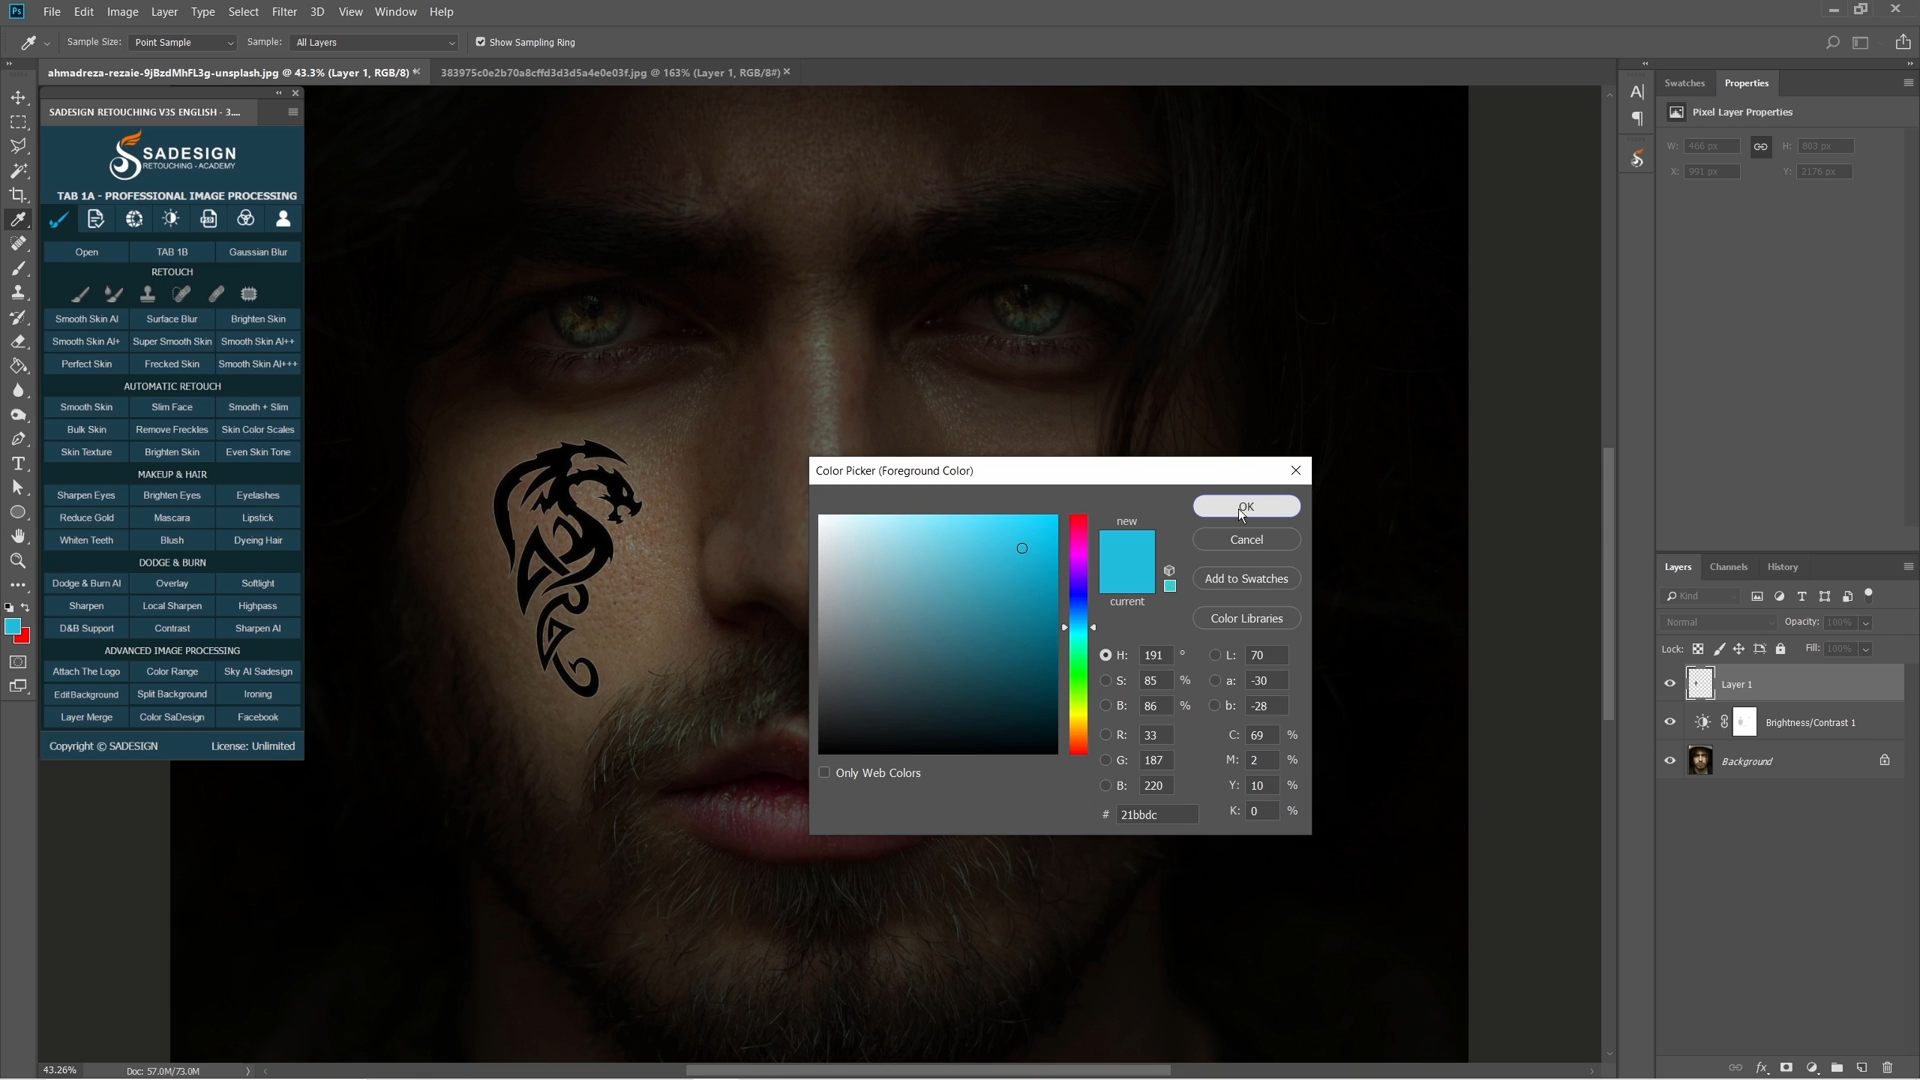 Ps File Edit Image Layer Type Select Filter 3D View Window Help
Sample Size: Point Sample Sample: All Layers Show Sampling Ring
ahmadreza-rezaie-9jBzdMhFL3g-unsplash.jpg @ 43.3% (Layer 1, RGB/8) * 383975c0e2b70a8cffd3d3d5a4e0e03f.jpg @ 163% (Layer 1, RGB/8#)
SADESIGN RETOUCHING V3S ENGLISH - 3....
SADESIGN
RETOUCHING - ACADEMY
TAB 1A - PROFESSIONAL IMAGE PROCESSING
Open TAB 1B Gaussian Blur
RETOUCH
Smooth Skin AI Surface Blur Brighten Skin
Smooth Skin AI+ Super Smooth Skin Smooth Skin AI++
Perfect Skin Frecked Skin Smooth Skin AI+++
AUTOMATIC RETOUCH
Smooth Skin Slim Face Smooth + Slim
Bulk Skin Remove Freckles Skin Color Scales
Skin Texture Brighten Skin Even Skin Tone
MAKEUP & HAIR
Sharpen Eyes Brighten Eyes Eyelashes
Reduce Gold Mascara Lipstick
Whiten Teeth Blush Dyeing Hair
DODGE & BURN
Dodge & Burn AI Overlay Softlight
Sharpen Local Sharpen Highpass
D&B Support Contrast Sharpen AI
ADVANCED IMAGE PROCESSING
Attach The Logo Color Range Sky AI Sadesign
EditBackground Split Background Ironing
Layer Merge Color SaDesign Facebook
Copyright © SADESIGN License: Unlimited
Color Picker (Foreground Color)
new
current
OK
Cancel
Add to Swatches
Color Libraries
H: 191 ° L: 70
S: 85 % a: -30
B: 86 % b: -28
R: 33 C: 69 %
G: 187 M: 2 %
B: 220 Y: 10 %
# 21bbdc K: 0 %
Only Web Colors
Swatches Properties
Pixel Layer Properties
W: 466 px H: 803 px
X: 991 px Y: 2176 px
Layers Channels History
Kind
Normal Opacity: 100%
Lock: Fill: 100%
Layer 1
Brightness/Contrast 1
Background
43.26% Doc: 57.0M/73.0M